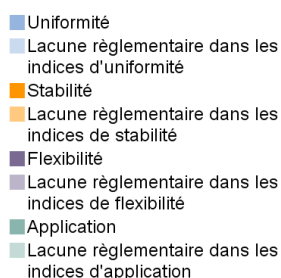 Uniformité
Lacune règlementaire dans les
indices d'uniformité
Stabilité
Lacune règlementaire dans les
indices de stabilité
Flexibilité
Lacune règlementaire dans les
indices de flexibilité
Application
Lacune règlementaire dans les
indices d'application